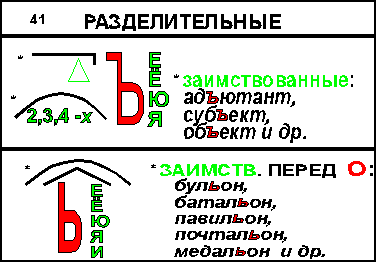 41 РАЗДЕЛИТЕЛЬНЫЕ
*
Ъ Е Ё Ю Я
* 2,3,4 -х
* заимствованные:
адъютант,
субъект,
объект и др.
* Ь Е Ё Ю Я И
* ЗАИМСТВ. ПЕРЕД О:
бульон,
батальон,
павильон,
почтальон,
медальон и др.